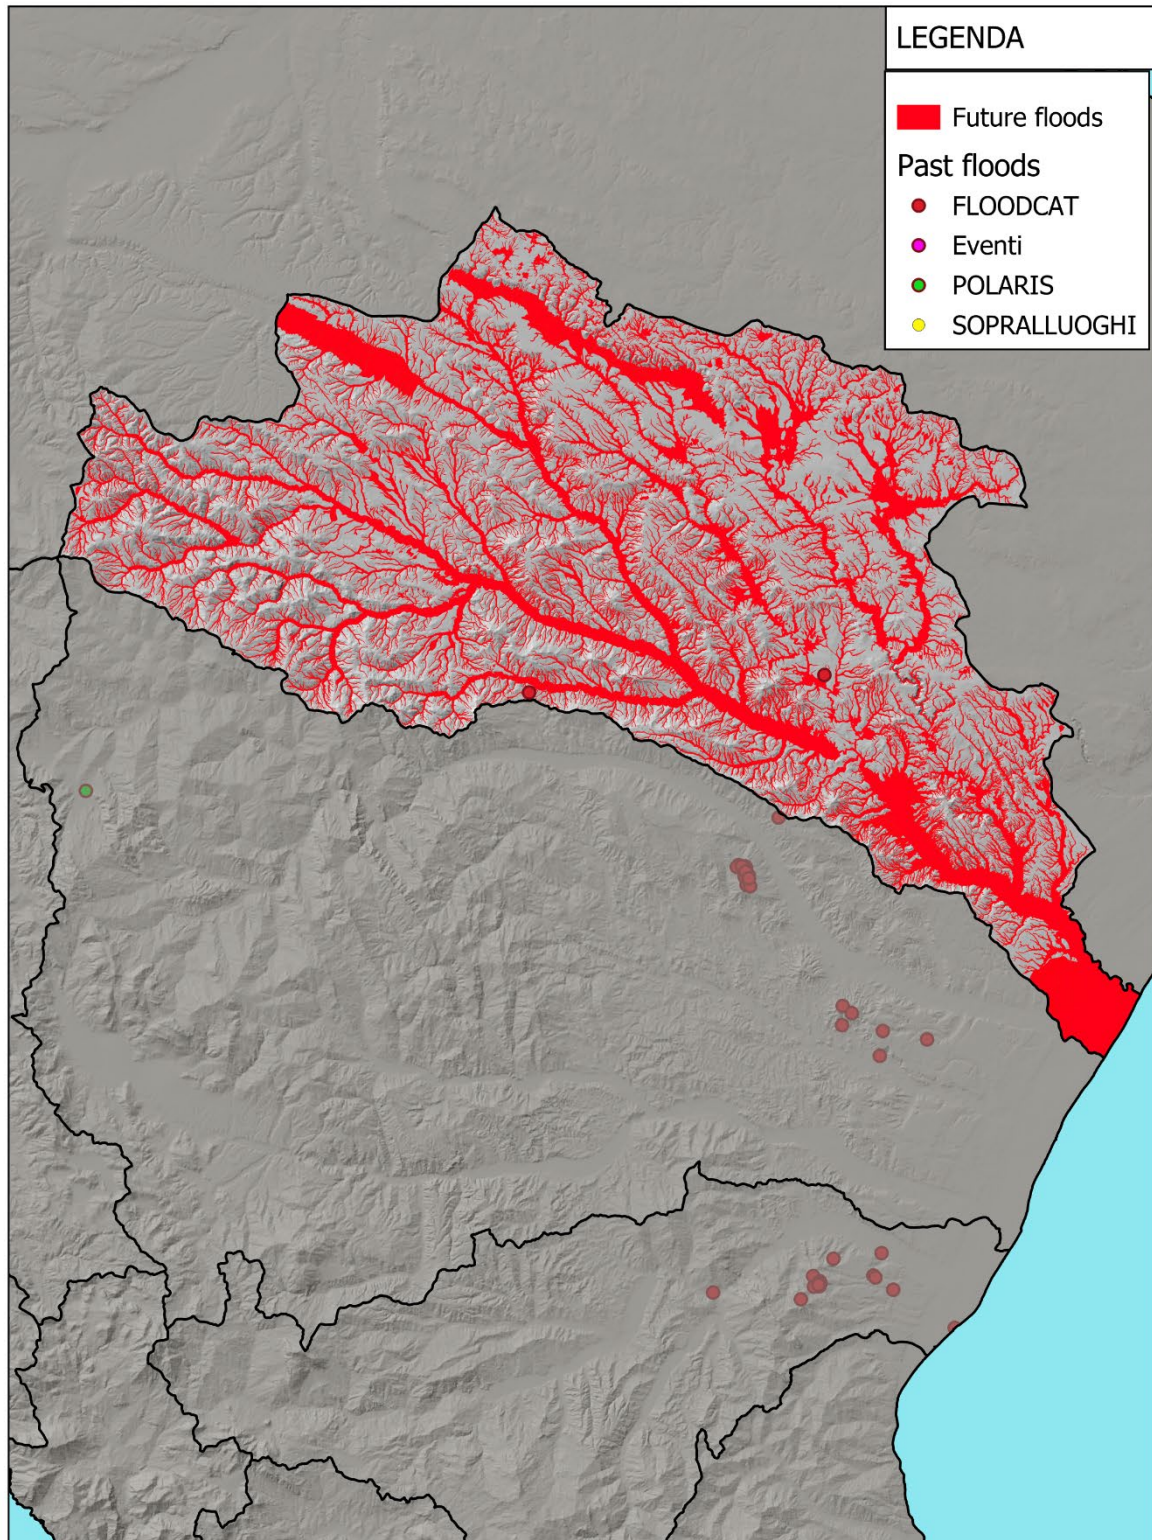 LEGENDA
Future floods
Past floods
FLOODCAT
Eventi
POLARIS
SOPRALLUOGHI